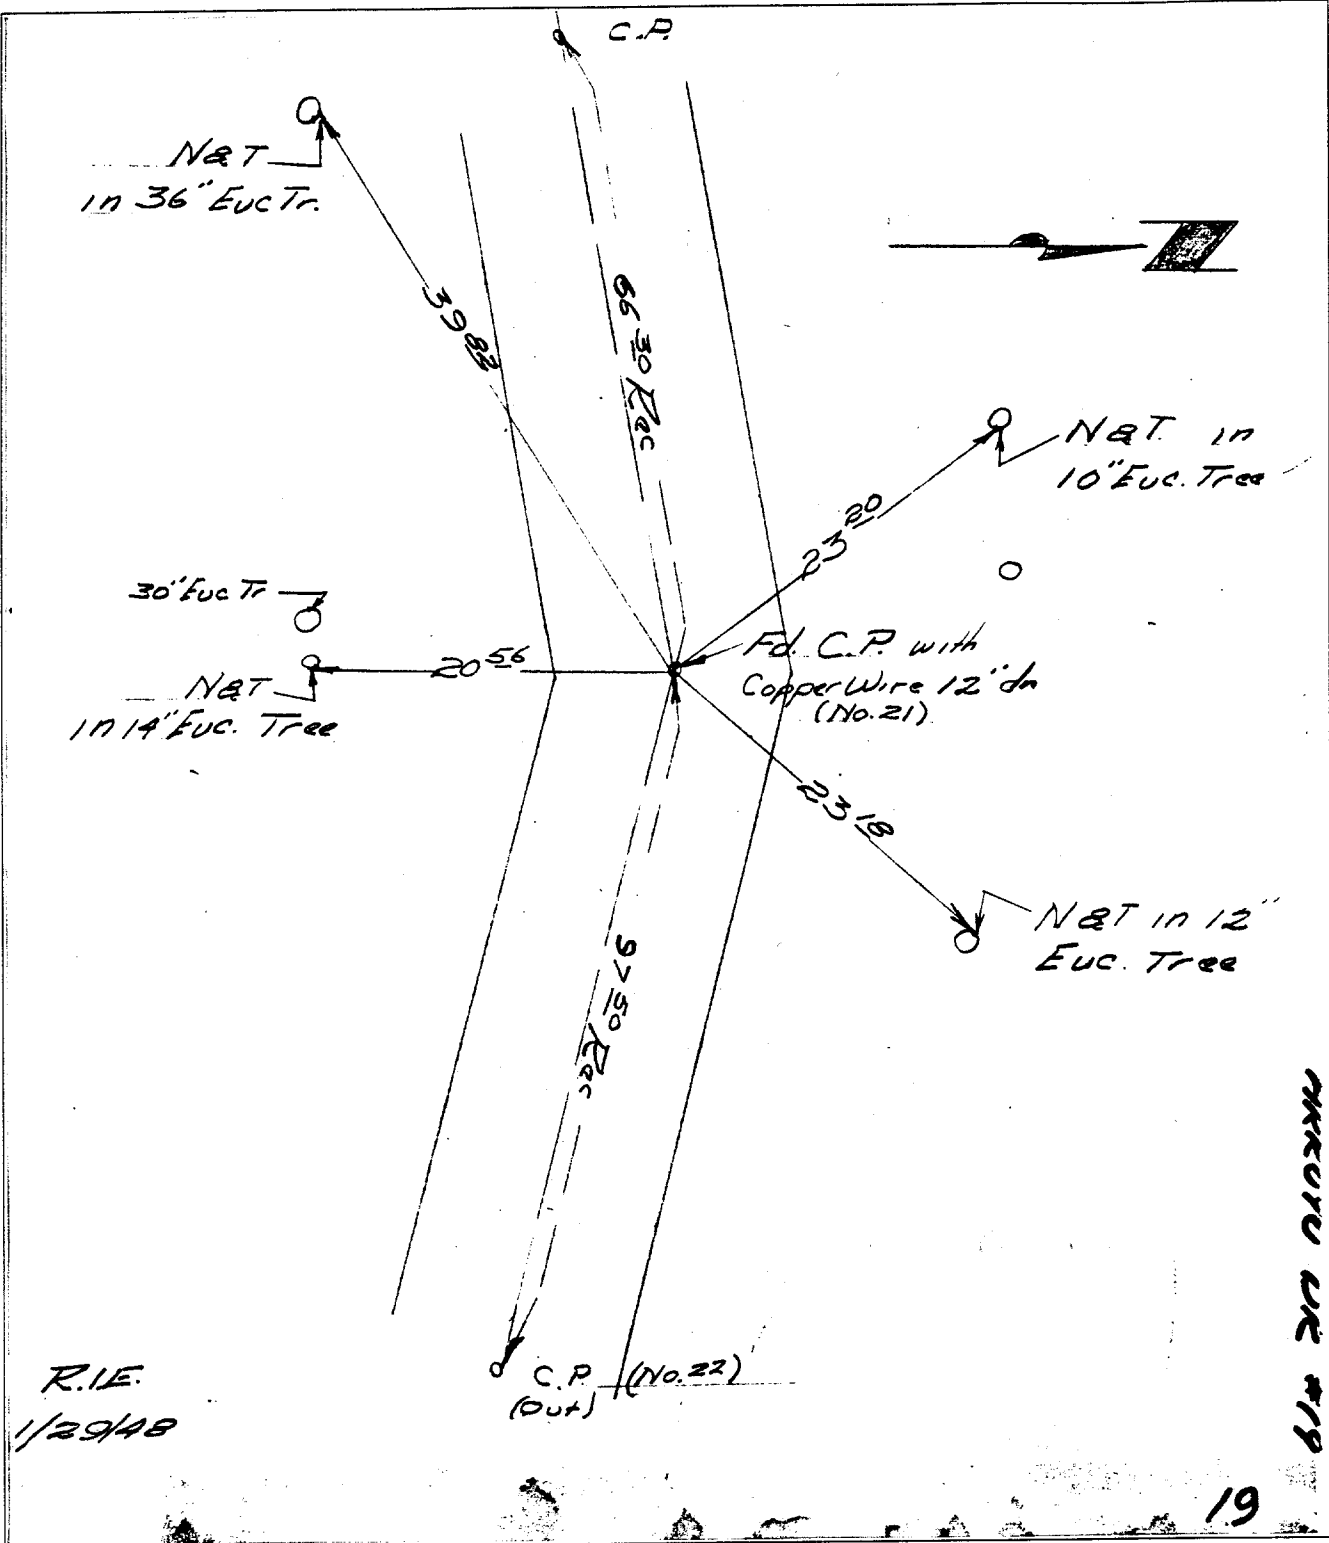 C.P.
N&T
in 36" Euc Tr.
39 82
66 30 Rec
N&T. in
10" Euc. Tree
23 20
30" Euc Tr
20 56
N&T
in 14" Euc. Tree
Fd. C.P. with
Copper Wire 12" dn
(No. 21)
23 18
N&T in 12"
Euc. Tree
97 50 Rec
C.P. (No. 22)
(Out)
R.I.E.
1/29/48
#19
19